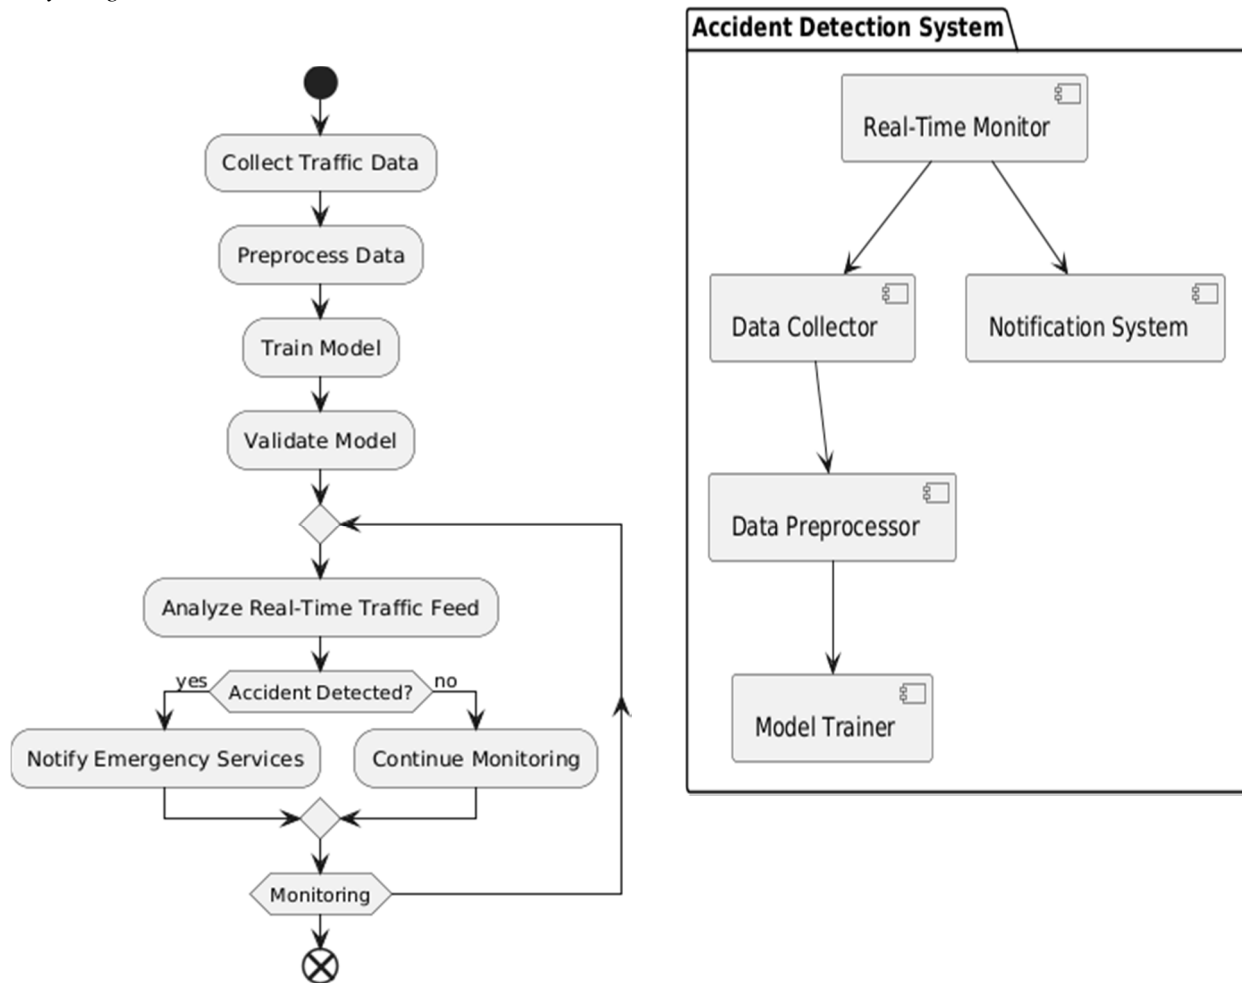 Collect Traffic Data
Preprocess Data
Train Model
Validate Model
Analyze Real-Time Traffic Feed
yes
Accident Detected?
no
Notify Emergency Services
Continue Monitoring
Monitoring
Accident Detection System
Real-Time Monitor
Data Collector
Notification System
Data Preprocessor
Model Trainer